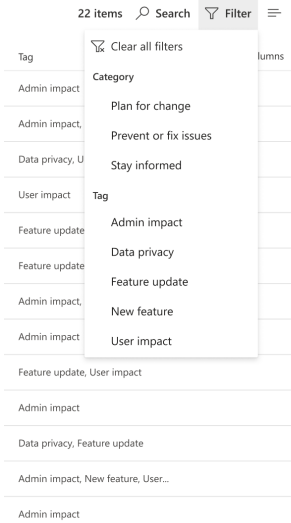 22 items Search Filter
Clear all filters
Tag lumns
Category
Admin impact
Plan for change
Admin impact,
Prevent or fix issues
Data privacy, U
Stay informed
User impact
Tag
Admin impact
Feature update
Data privacy
Feature update
Feature update
Admin impact,
New feature
Admin impact
User impact
Feature update, User impact
Admin impact
Data privacy, Feature update
Admin impact, New feature, User...
Admin impact